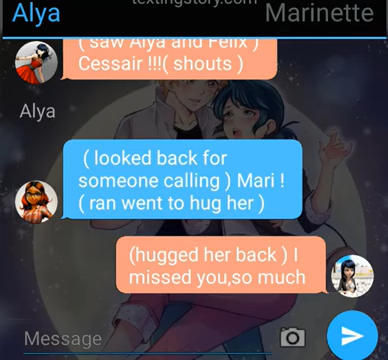 textingstory.com
Alya Marinette
( saw Alya and Felix )
Cessair !!!( shouts )
Alya
( looked back for
someone calling ) Mari !
( ran went to hug her )
(hugged her back ) I
missed you,so much
Message